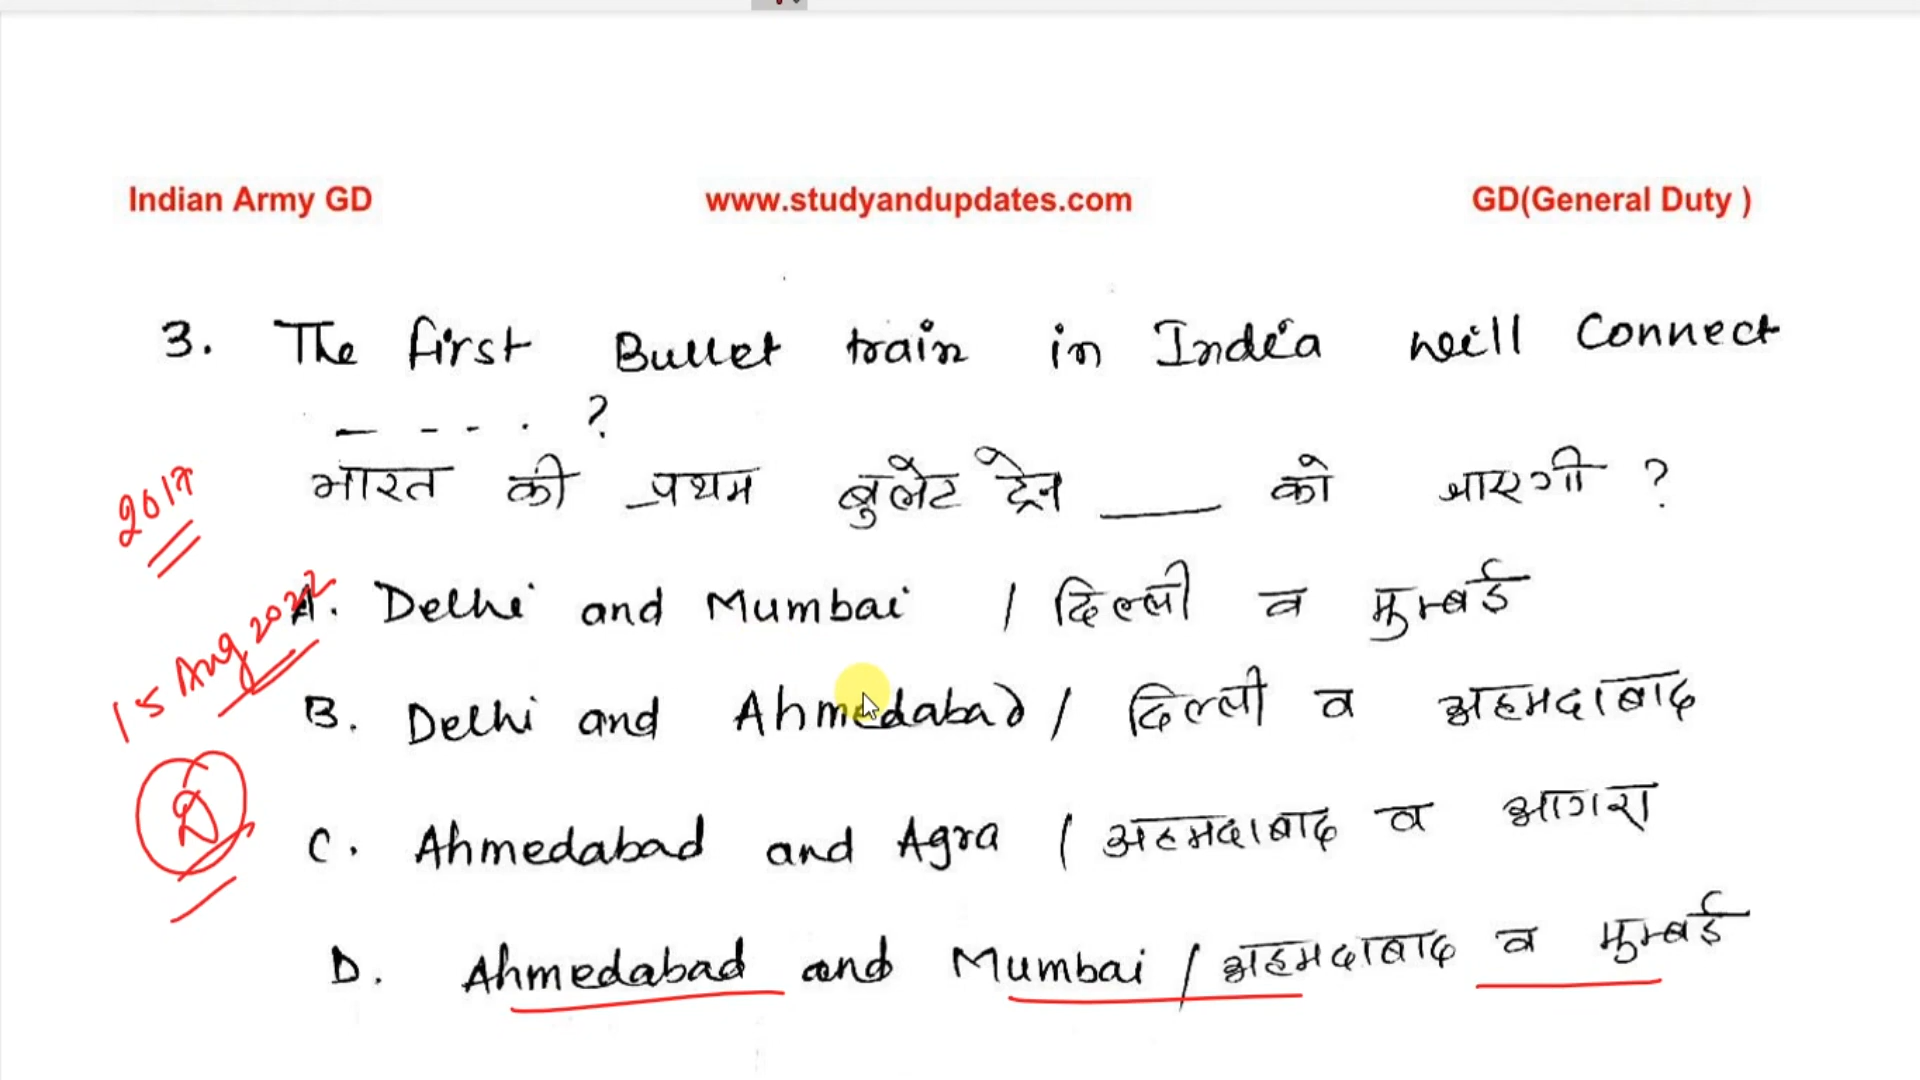 Indian Army GD www.studyandupdates.com GD(General Duty )
3. The first Bullet train in India will Connect
_ _ - - . ?
भारत की प्रथम बुलेट ट्रेन ____ को जाएगी ?
2017
15 Aug 2022
A. Delhi and Mumbai / दिल्ली व मुम्बई
B. Delhi and Ahmedabad / दिल्ली व अहमदाबाद
D
C. Ahmedabad and Agra / अहमदाबाद व आगरा
D. Ahmedabad and Mumbai / अहमदाबाद व मुम्बई